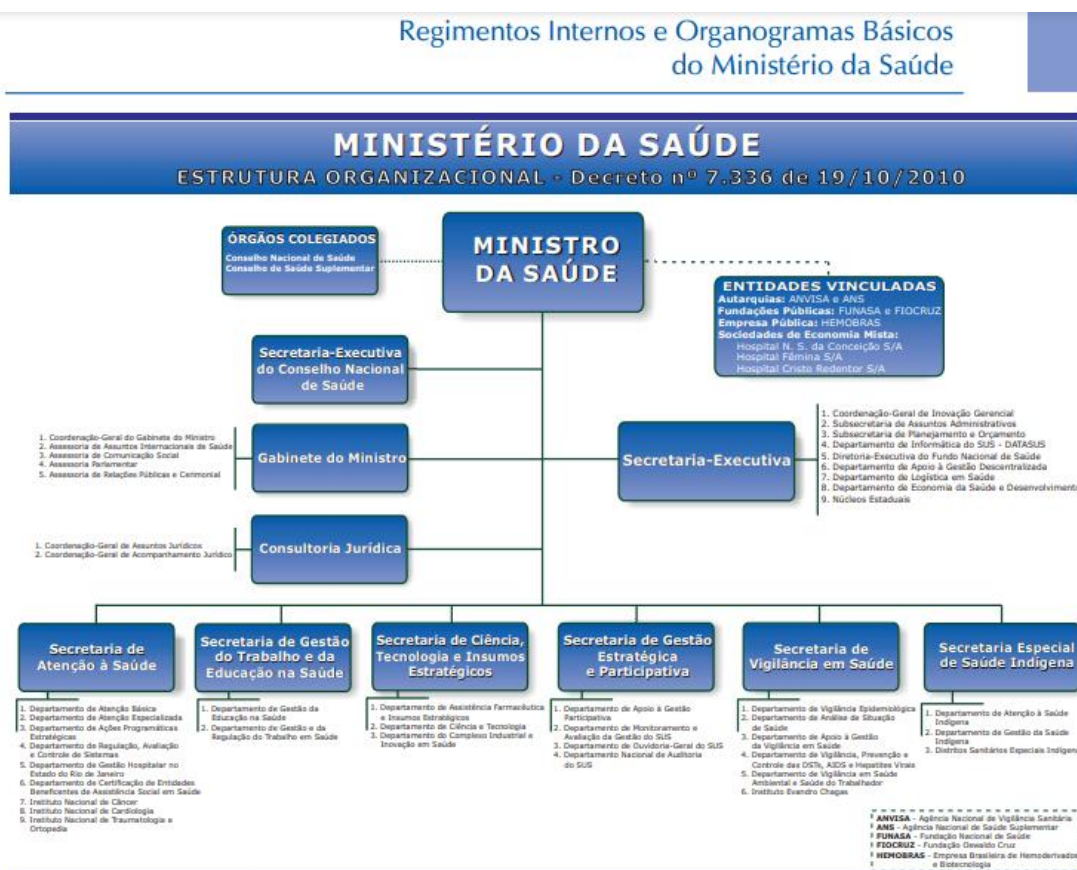 Regimentos Internos e Organogramas Básicos
do Ministério da Saúde
MINISTÉRIO DA SAÚDE
ESTRUTURA ORGANIZACIONAL - Decreto nº 7.336 de 19/10/2010
ÓRGÃOS COLEGIADOS
Conselho Nacional de Saúde
Conselho de Saúde Suplementar
MINISTRO
DA SAÚDE
ENTIDADES VINCULADAS
Autarquias: ANVISA e ANS
Fundações Públicas: FUNASA e FIOCRUZ
Empresa Pública: HEMOBRAS
Sociedades de Economia Mista:
Hospital N. S. da Conceição S/A
Hospital Fêmina S/A
Hospital Cristo Redentor S/A
Secretaria-Executiva
do Conselho Nacional
de Saúde
1. Coordenação-Geral do Gabinete do Ministro
2. Assessoria de Assuntos Internacionais de Saúde
3. Assessoria de Comunicação Social
4. Assessoria Parlamentar
5. Assessoria de Relações Públicas e Cerimonial
Gabinete do Ministro
Secretaria-Executiva
1. Coordenação-Geral de Inovação Gerencial
2. Subsecretaria de Assuntos Administrativos
3. Subsecretaria de Planejamento e Orçamento
4. Departamento de Informática do SUS - DATASUS
5. Diretoria-Executiva do Fundo Nacional de Saúde
6. Departamento de Apoio à Gestão Descentralizada
7. Departamento de Logística em Saúde
8. Departamento de Economia da Saúde e Desenvolvimento
9. Núcleos Estaduais
1. Coordenação-Geral de Assuntos Jurídicos
2. Coordenação-Geral de Acompanhamento Jurídico
Consultoria Jurídica
Secretaria de
Atenção à Saúde
1. Departamento de Atenção Básica
2. Departamento de Atenção Especializada
3. Departamento de Ações Programáticas
Estratégicas
4. Departamento de Regulação, Avaliação
e Controle de Sistemas
5. Departamento de Gestão Hospitalar no
Estado do Rio de Janeiro
6. Departamento de Certificação de Entidades
Beneficentes de Assistência Social em Saúde
7. Instituto Nacional de Câncer
8. Instituto Nacional de Cardiologia
9. Instituto Nacional de Traumatologia e
Ortopedia
Secretaria de Gestão
do Trabalho e da
Educação na Saúde
1. Departamento de Gestão da
Educação na Saúde
2. Departamento de Gestão e da
Regulação do Trabalho em Saúde
Secretaria de Ciência,
Tecnologia e Insumos
Estratégicos
1. Departamento de Assistência Farmacêutica
e Insumos Estratégicos
2. Departamento de Ciência e Tecnologia
3. Departamento do Complexo Industrial e
Inovação em Saúde
Secretaria de Gestão
Estratégica
e Participativa
1. Departamento de Apoio à Gestão
Participativa
2. Departamento de Monitoramento e
Avaliação da Gestão do SUS
3. Departamento de Ouvidoria-Geral do SUS
4. Departamento Nacional de Auditoria
do SUS
Secretaria de
Vigilância em Saúde
1. Departamento de Vigilância Epidemiológica
2. Departamento de Análise de Situação
de Saúde
3. Departamento de Apoio à Gestão
da Vigilância em Saúde
4. Departamento de Vigilância, Prevenção e
Controle das DSTs, AIDS e Hepatites Virais
5. Departamento de Vigilância em Saúde
Ambiental e Saúde do Trabalhador
6. Instituto Evandro Chagas
Secretaria Especial
de Saúde Indígena
1. Departamento de Atenção à Saúde
Indígena
2. Departamento de Gestão da Saúde
Indígena
3. Distritos Sanitários Especiais Indígena
ANVISA - Agência Nacional de Vigilância Sanitária
ANS - Agência Nacional de Saúde Suplementar
FUNASA - Fundação Nacional de Saúde
FIOCRUZ - Fundação Oswaldo Cruz
HEMOBRAS - Empresa Brasileira de Hemoderivados
e Biotecnologia